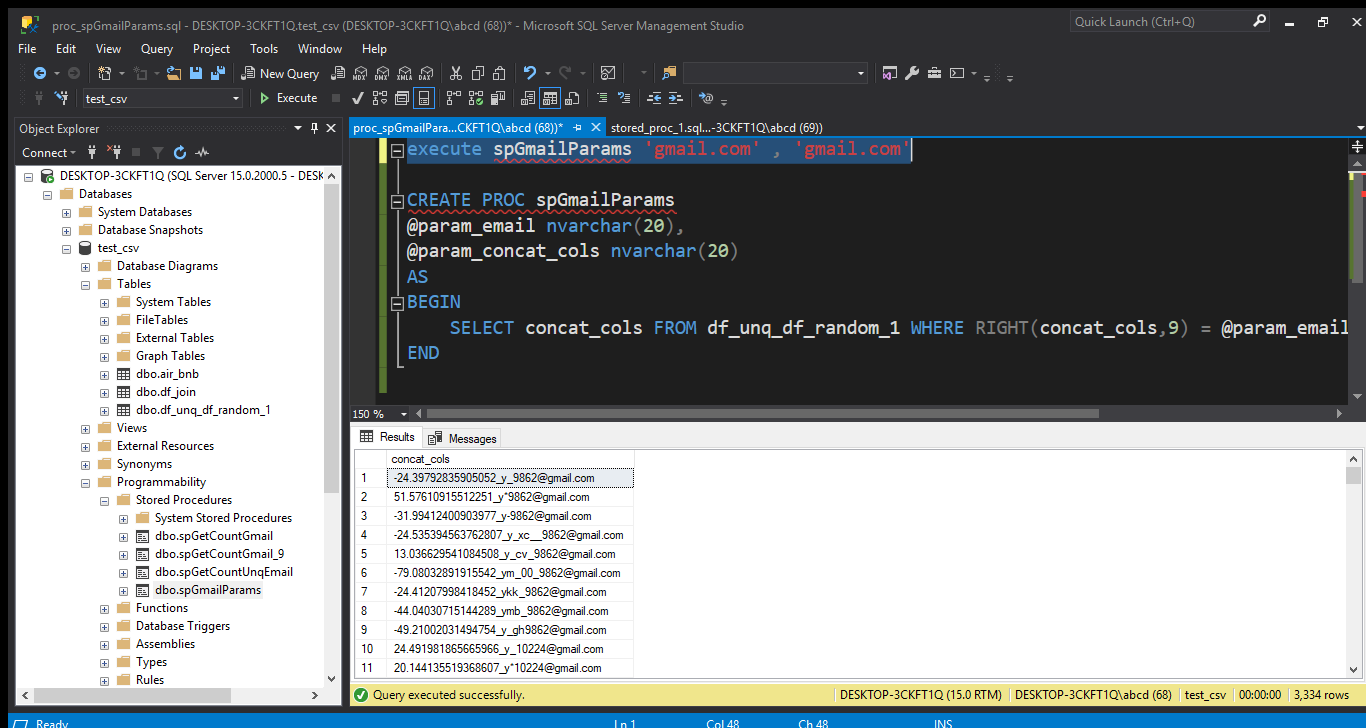 proc_spGmailParams.sql - DESKTOP-3CKFT1Q.test_csv (DESKTOP-3CKFT1Q\abcd (68))* - Microsoft SQL Server Management Studio
Quick Launch (Ctrl+Q)
File Edit View Query Project Tools Window Help
New Query MDX DMX XMLA DAX
test_csv Execute
Object Explorer
Connect
DESKTOP-3CKFT1Q (SQL Server 15.0.2000.5 - DESK
Databases
System Databases
Database Snapshots
test_csv
Database Diagrams
Tables
System Tables
FileTables
External Tables
Graph Tables
dbo.air_bnb
dbo.df_join
dbo.df_unq_df_random_1
Views
External Resources
Synonyms
Programmability
Stored Procedures
System Stored Procedures
dbo.spGetCountGmail
dbo.spGetCountGmail_9
dbo.spGetCountUnqEmail
dbo.spGmailParams
Functions
Database Triggers
Assemblies
Types
Rules
proc_spGmailPara...CKFT1Q\abcd (68))* stored_proc_1.sql...-3CKFT1Q\abcd (69))
execute spGmailParams 'gmail.com' , 'gmail.com'
CREATE PROC spGmailParams
@param_email nvarchar(20),
@param_concat_cols nvarchar(20)
AS
BEGIN
SELECT concat_cols FROM df_unq_df_random_1 WHERE RIGHT(concat_cols,9) = @param_email
END
150 %
Results Messages
concat_cols
1 -24.39792835905052_y_9862@gmail.com
2 51.57610915512251_y*9862@gmail.com
3 -31.99412400903977_y-9862@gmail.com
4 -24.535394563762807_y_xc__9862@gmail.com
5 13.036629541084508_y_cv_9862@gmail.com
6 -79.08032891915542_ym_00_9862@gmail.com
7 -24.41207998418452_ykk_9862@gmail.com
8 -44.04030715144289_ymb_9862@gmail.com
9 -49.21002031494754_y_gh9862@gmail.com
10 24.491981865665966_y_10224@gmail.com
11 20.144135519368607_y*10224@gmail.com
Query executed successfully. DESKTOP-3CKFT1Q (15.0 RTM) DESKTOP-3CKFT1Q\abcd (68) test_csv 00:00:00 3,334 rows
Ready Ln 1 Col 48 Ch 48 INS